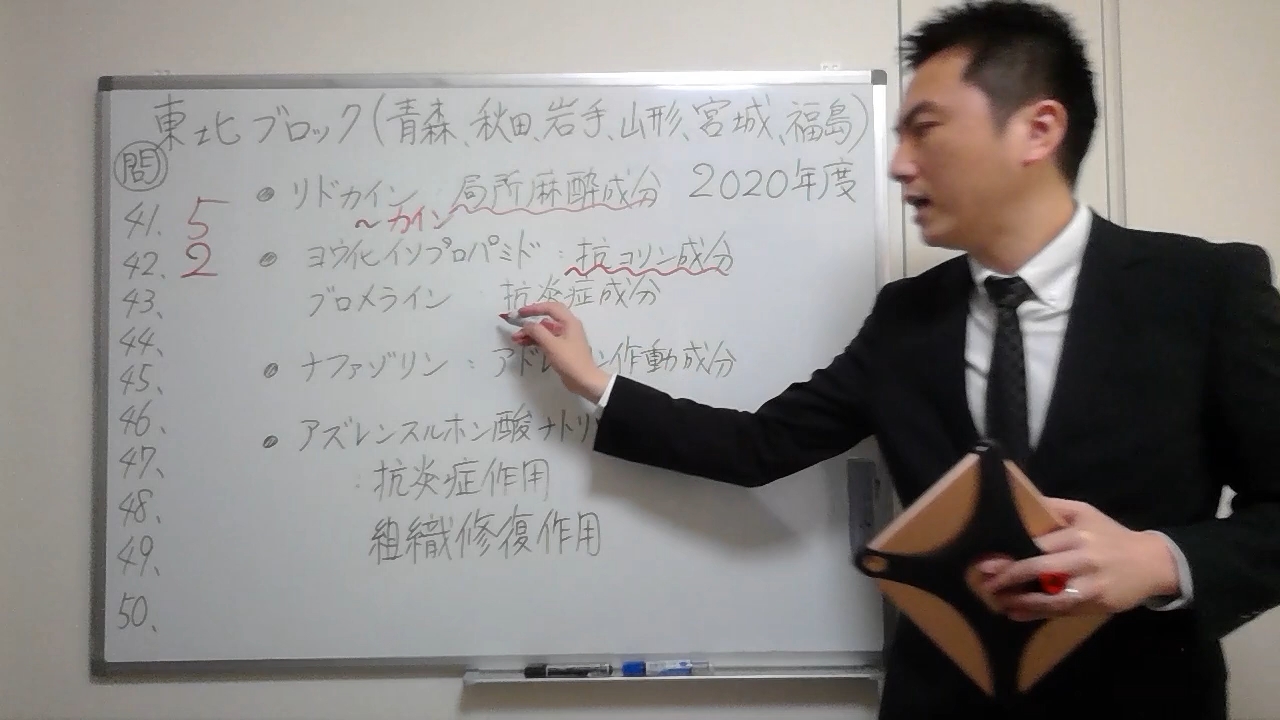 東北ブロック(青森、秋田、岩手、山形、宮城、福島)
問
2020年度
41. 5
42. 2
43、
44、
45、
46、
47、
48、
49、
50、
● リドカイン 局所麻酔成分
~カイン
● ヨウ化イソプロパミド:抗コリン成分
ブロメライン:抗炎症成分
● ナファゾリン:アドレ ン作動成分
● アズレンスルホン酸ナトリ
:抗炎症作用
組織修復作用